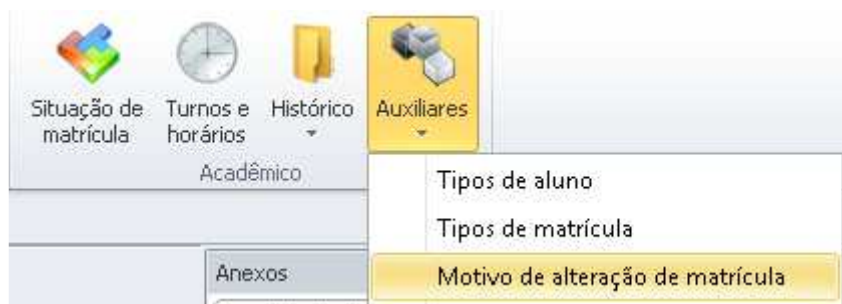 Situação de
matrícula
Turnos e
horários
Histórico
Auxiliares
Acadêmico
Tipos de aluno
Tipos de matrícula
Anexos
Motivo de alteração de matrícula